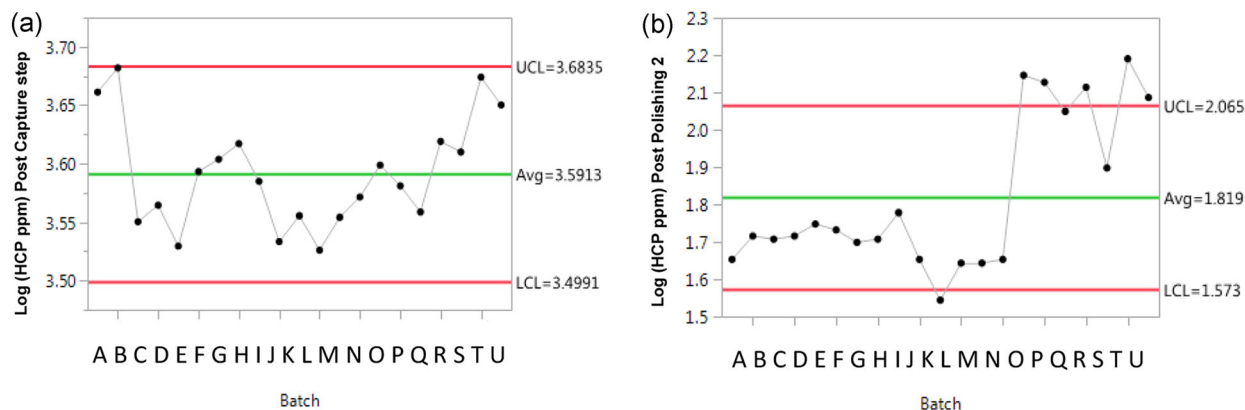 (a)
Log (HCP ppm) Post Capture step
3.70
3.65
3.60
3.55
3.50
UCL=3.6835
Avg=3.5913
LCL=3.4991
A B C D E F G H I J K L M N O P Q R S T U
Batch
(b)
Log (HCP ppm) Post Polishing 2
2.3
2.2
2.1
2.0
1.9
1.8
1.7
1.6
1.5
UCL=2.065
Avg=1.819
LCL=1.573
A B C D E F G H I J K L M N O P Q R S T U
Batch